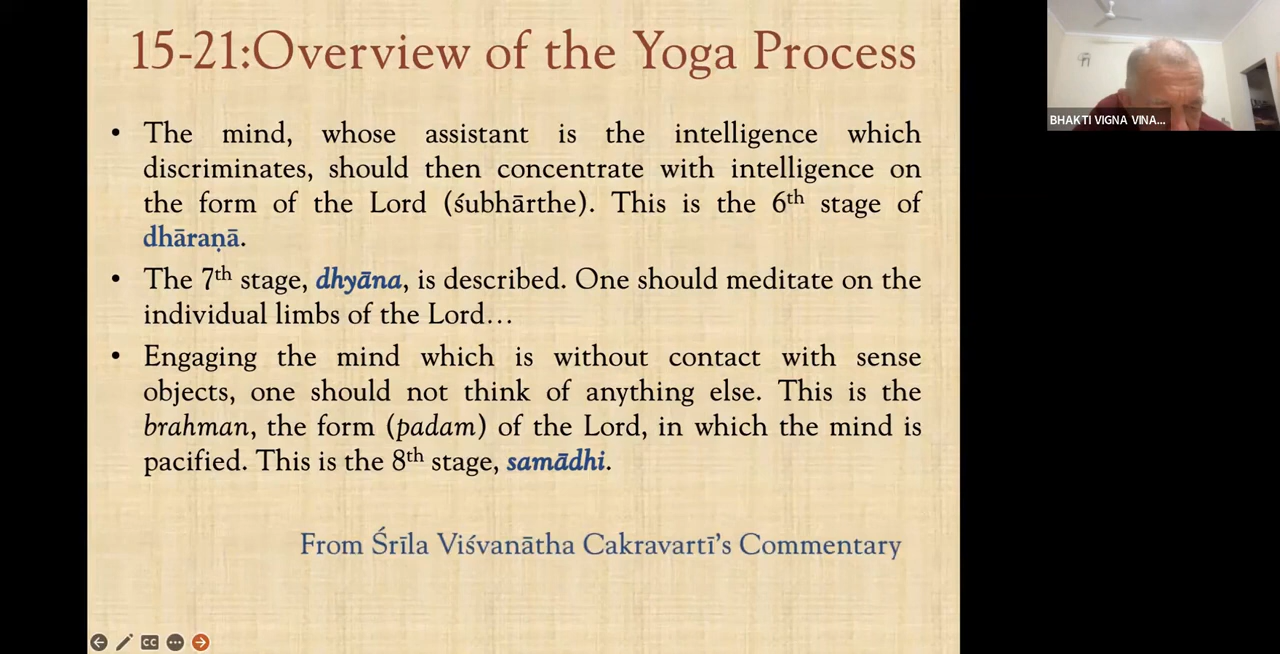 15-21:Overview of the Yoga Process
• The mind, whose assistant is the intelligence which
discriminates, should then concentrate with intelligence on
the form of the Lord (śubhārthe). This is the 6th stage of
dhāraṇā.
• The 7th stage, dhyāna, is described. One should meditate on the
individual limbs of the Lord…
• Engaging the mind which is without contact with sense
objects, one should not think of anything else. This is the
brahman, the form (padam) of the Lord, in which the mind is
pacified. This is the 8th stage, samādhi.
From Śrīla Viśvanātha Cakravartī's Commentary
CC
BHAKTI VIGNA VINA...